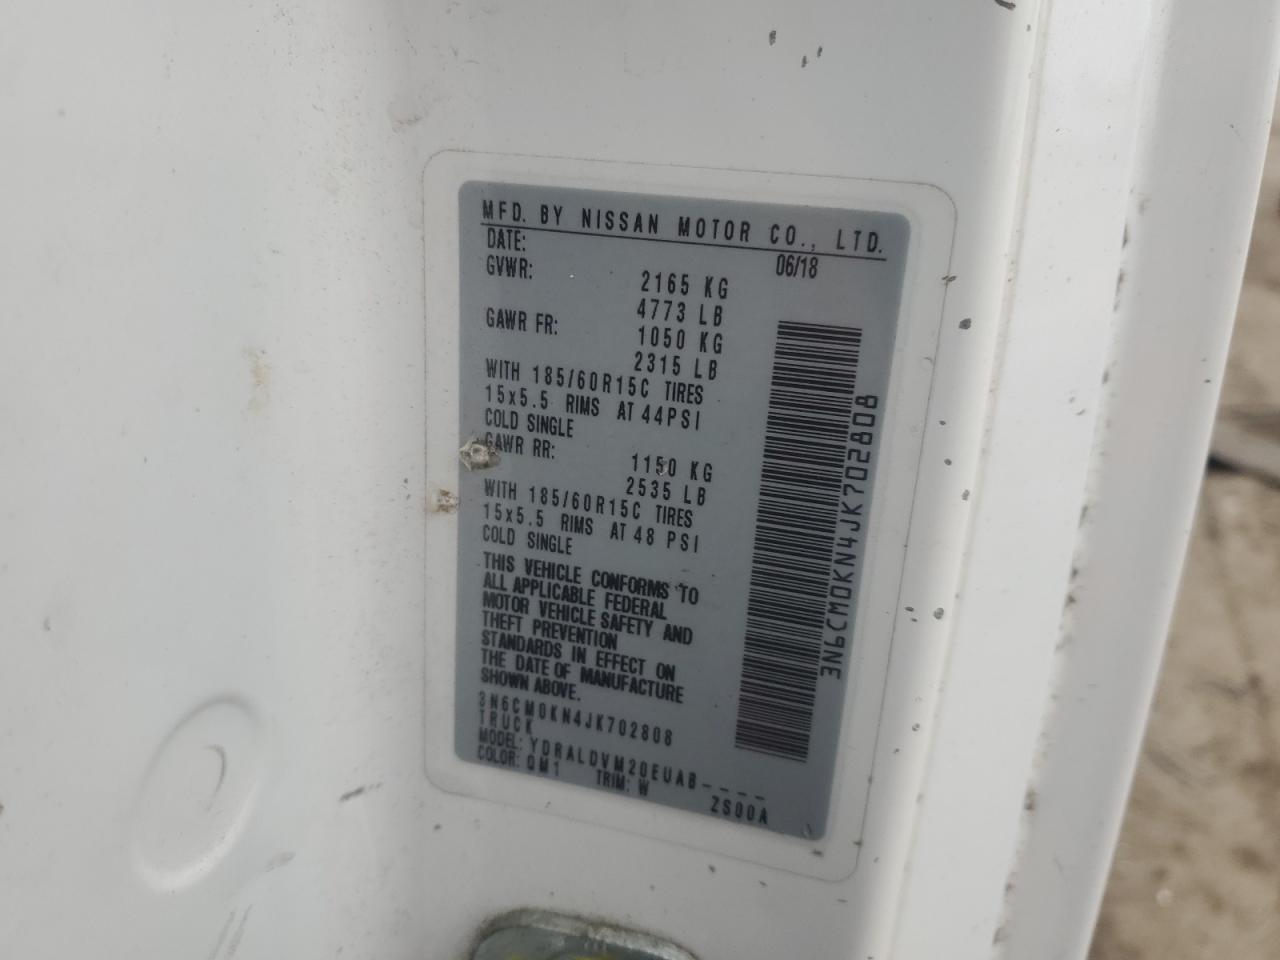 MFD. BY NISSAN MOTOR CO., LTD.
DATE: 06/18
GVWR: 2165 KG
4773 LB
GAWR FR: 1050 KG
2315 LB
WITH 185/60R15C TIRES
15x5.5 RIMS AT 44PSI
COLD SINGLE
GAWR RR: 1150 KG
2535 LB
WITH 185/60R15C TIRES
15x5.5 RIMS AT 48 PSI
COLD SINGLE
THIS VEHICLE CONFORMS TO
ALL APPLICABLE FEDERAL
MOTOR VEHICLE SAFETY AND
THEFT PREVENTION
STANDARDS IN EFFECT ON
THE DATE OF MANUFACTURE
SHOWN ABOVE.
3N6CM0KN4JK702808
TRUCK
MODEL: YDRALDVM20EUAB-----
COLOR: QM1 TRIM: W ZS00A
3N6CM0KN4JK702808